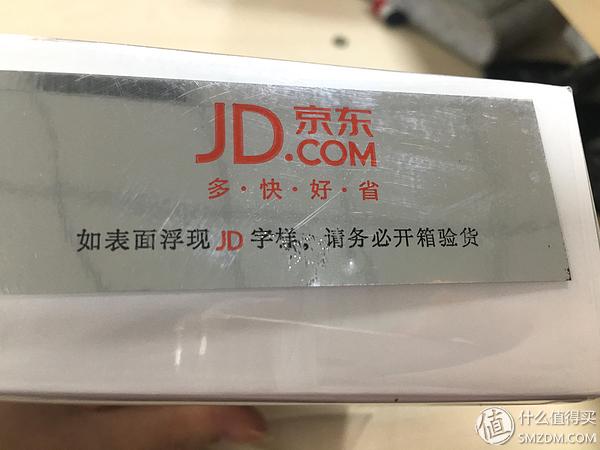 JD京东
.COM
多·快·好·省
如表面浮现 JD 字样，请务必开箱验货
值 什么值得买
SMZDM.COM